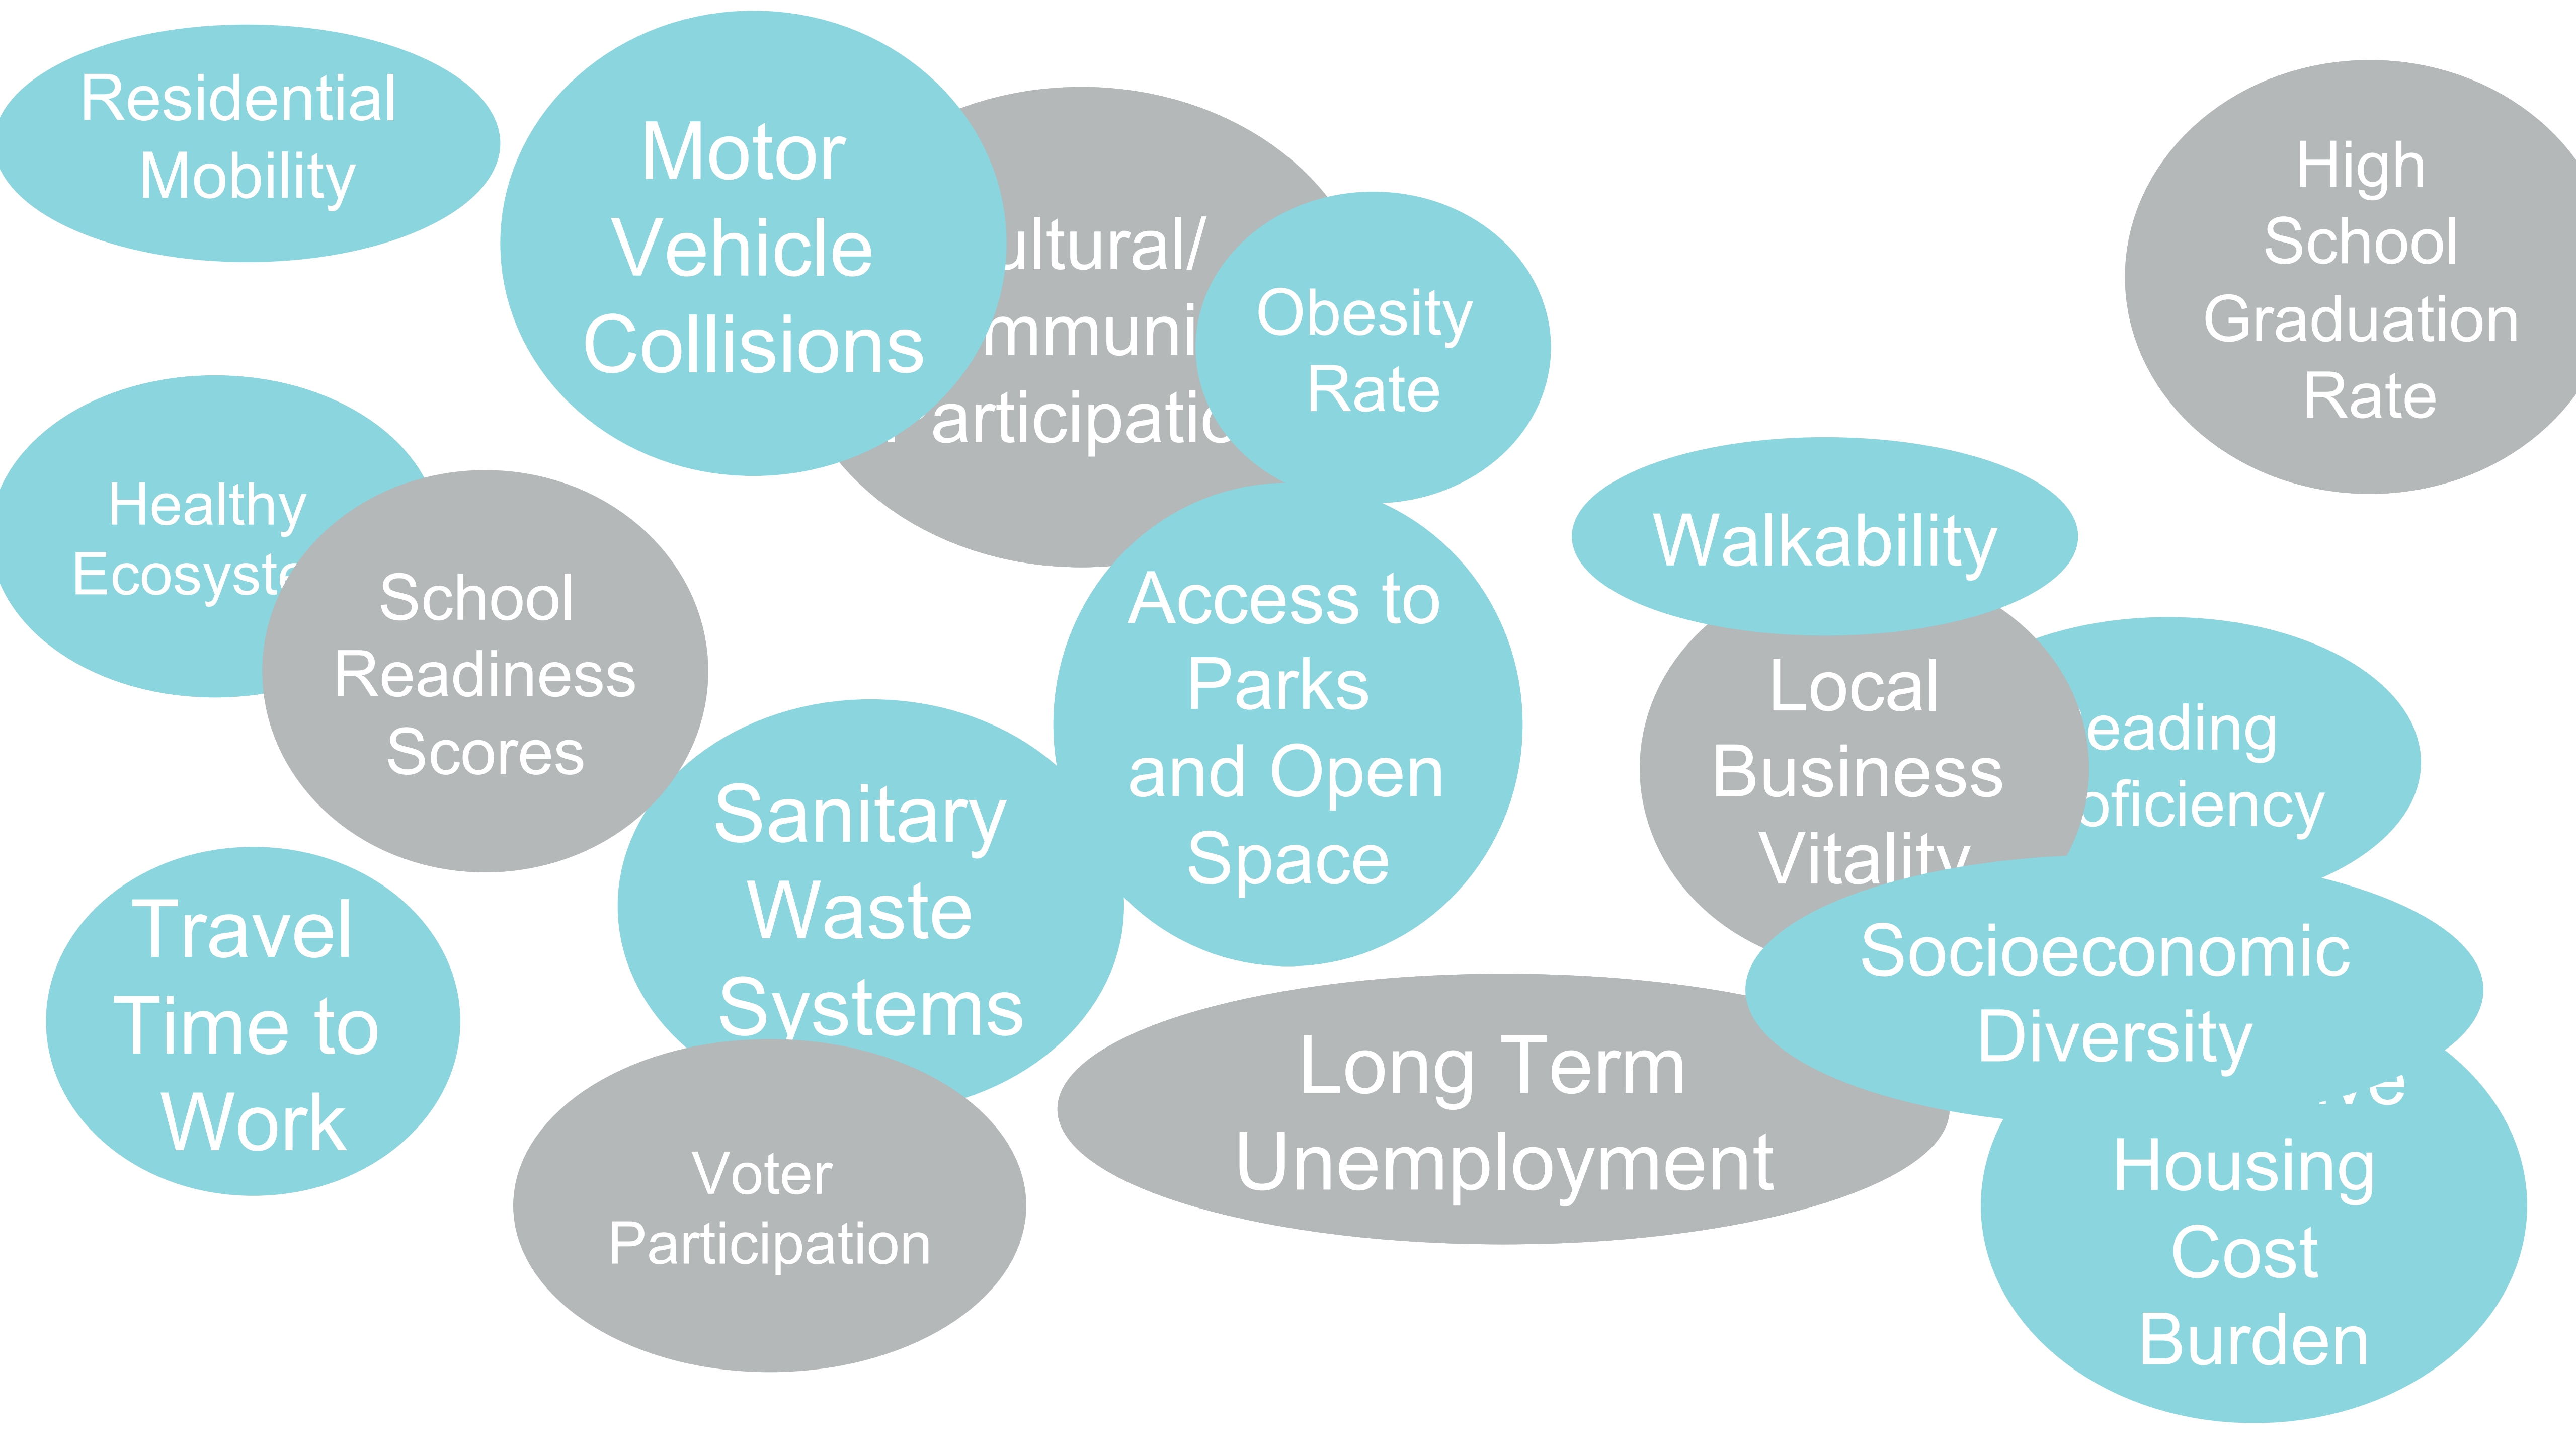 Residential
Mobility
Motor
Vehicle
Collisions
Obesity
Rate
High
School
Graduation
Rate
Healthy
School
Readiness
Scores
Access to
Parks
and Open
Space
Walkability
Local
Business
Vitality
Sanitary
Waste
Systems
Travel
Time to
Work
Socioeconomic
Diversity
Long Term
Unemployment
Voter
Participation
Housing
Cost
Burden